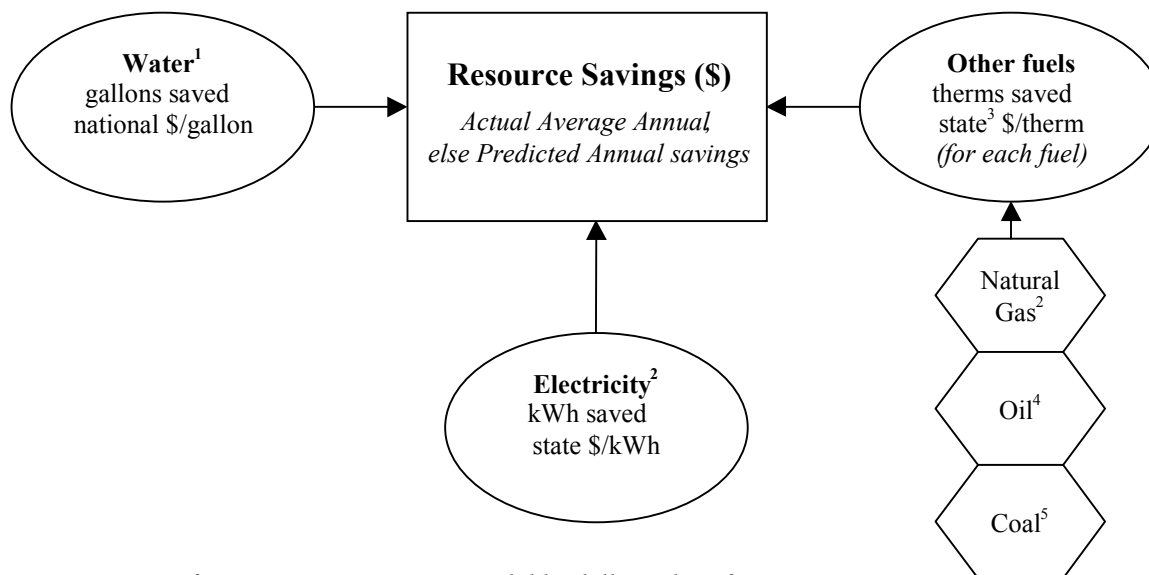 Water¹
gallons saved
national $/gallon
Resource Savings ($)
Actual Average Annual,
else Predicted Annual savings
Other fuels
therms saved
state³ $/therm
(for each fuel)
Electricity²
kWh saved
state $/kWh
Natural
Gas²
Oil⁴
Coal⁵